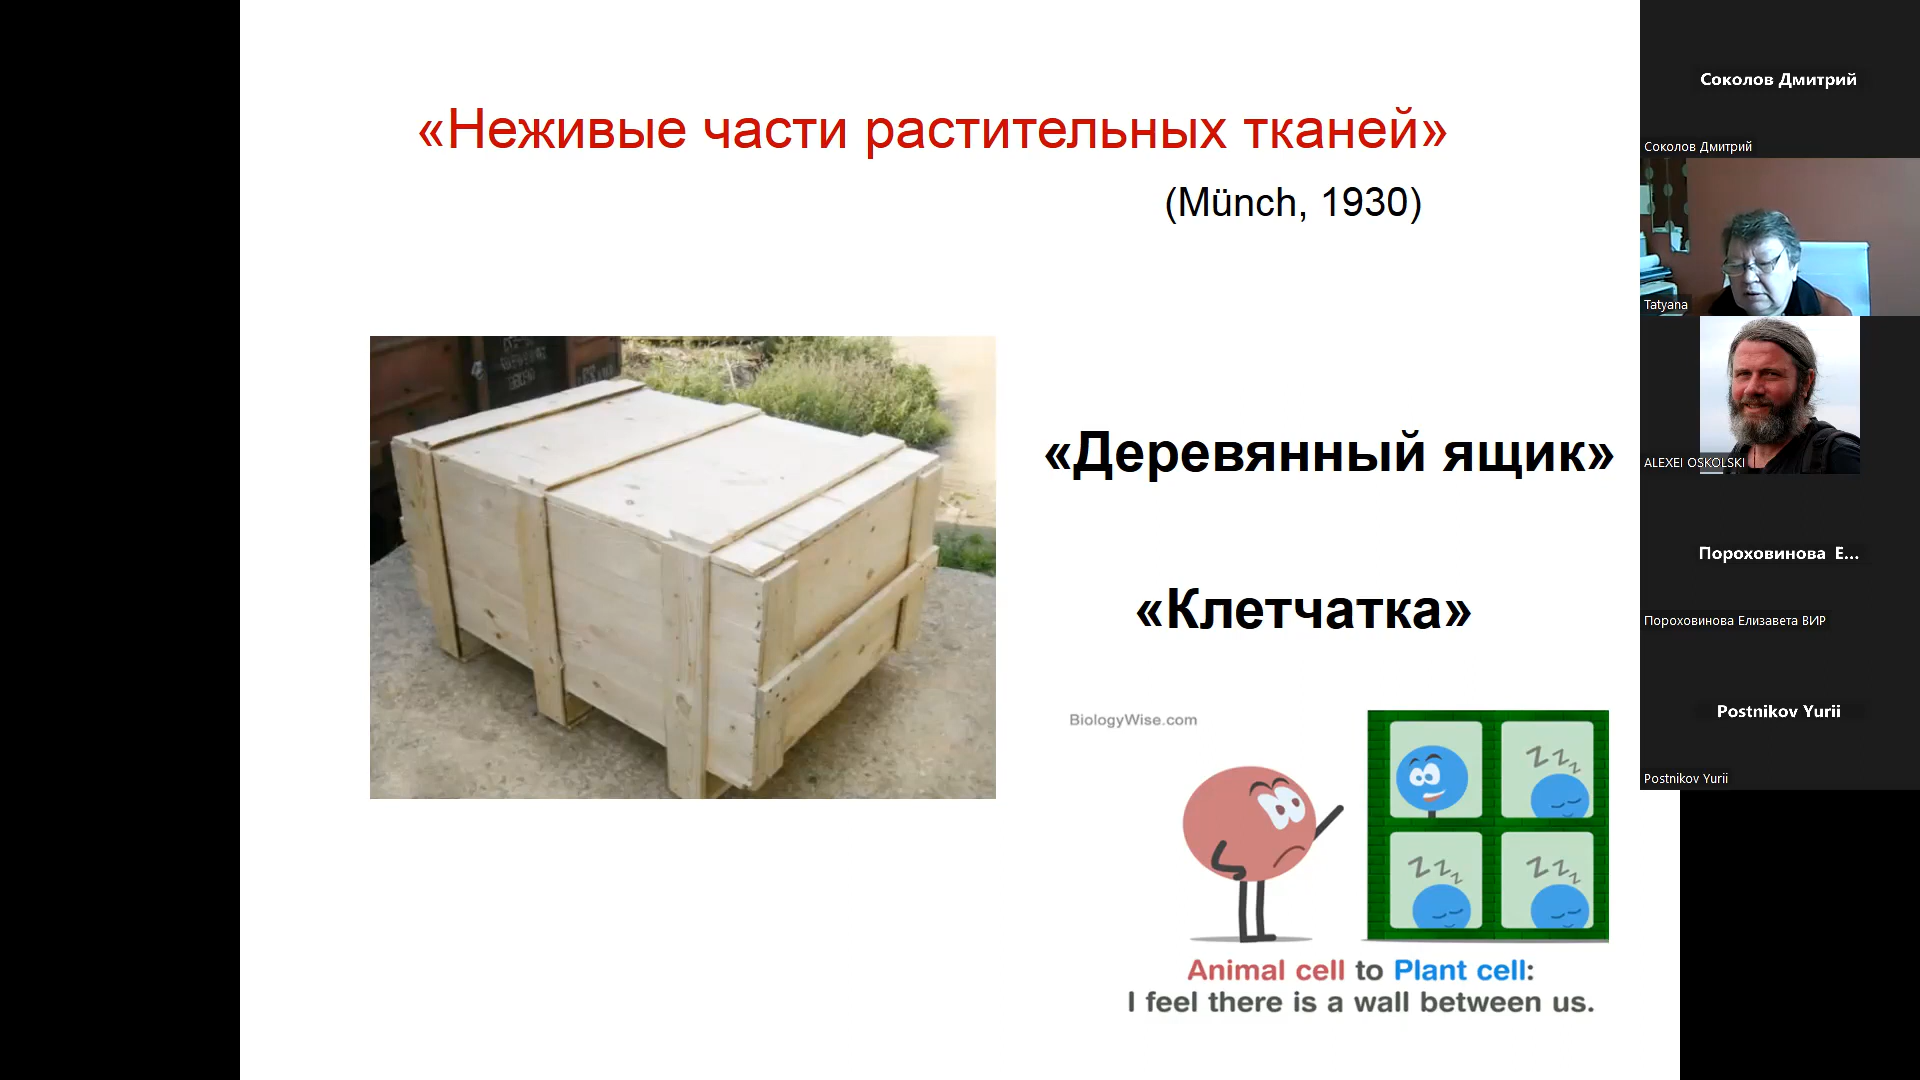 «Неживые части растительных тканей»
(Münch, 1930)
«Деревянный ящик»
«Клетчатка»
BiologyWise.com
Z Z Z
Z Z Z
Z Z Z
Animal cell to Plant cell:
I feel there is a wall between us.
Соколов Дмитрий
Соколов Дмитрий
Tatyana
ALEXEI OSKOLSKI
Пороховинова Е...
Пороховинова Елизавета ВИР
Postnikov Yurii
Postnikov Yurii